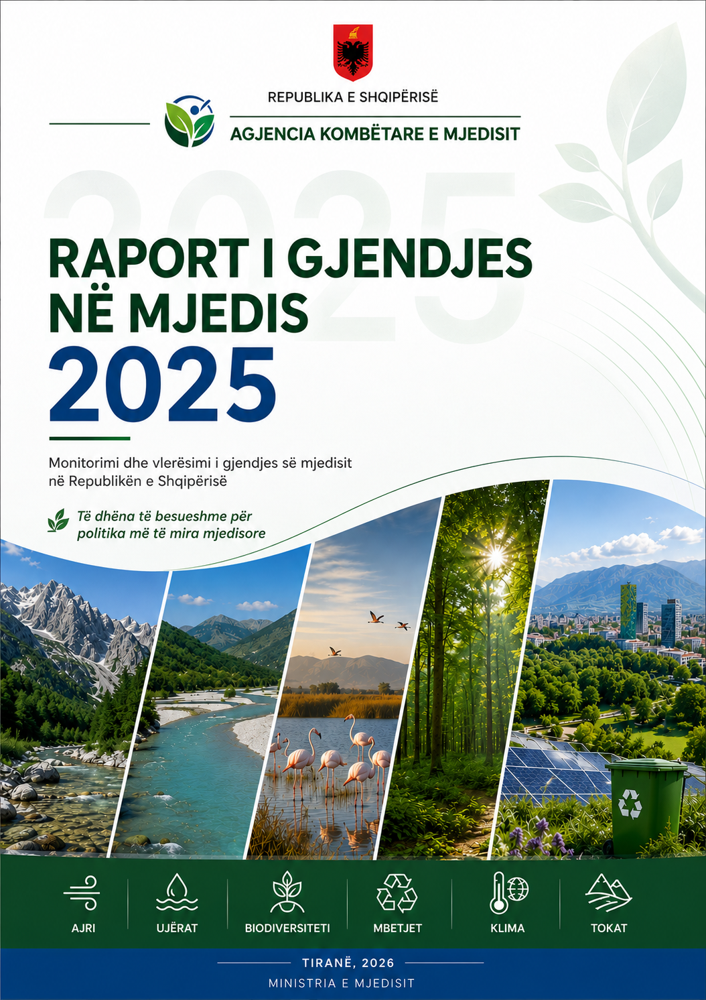 REPUBLIKA E SHQIPËRISË
AGJENCIA KOMBËTARE E MJEDISIT
2025
RAPORT I GJENDJES
NË MJEDIS
2025
Monitorimi dhe vlerësimi i gjendjes së mjedisit
në Republikën e Shqipërisë
Të dhëna të besueshme për
politika më të mira mjedisore
AJRI
UJËRAT
BIODIVERSITETI
MBETJET
KLIMA
TOKAT
TIRANË, 2026
MINISTRIA E MJEDISIT